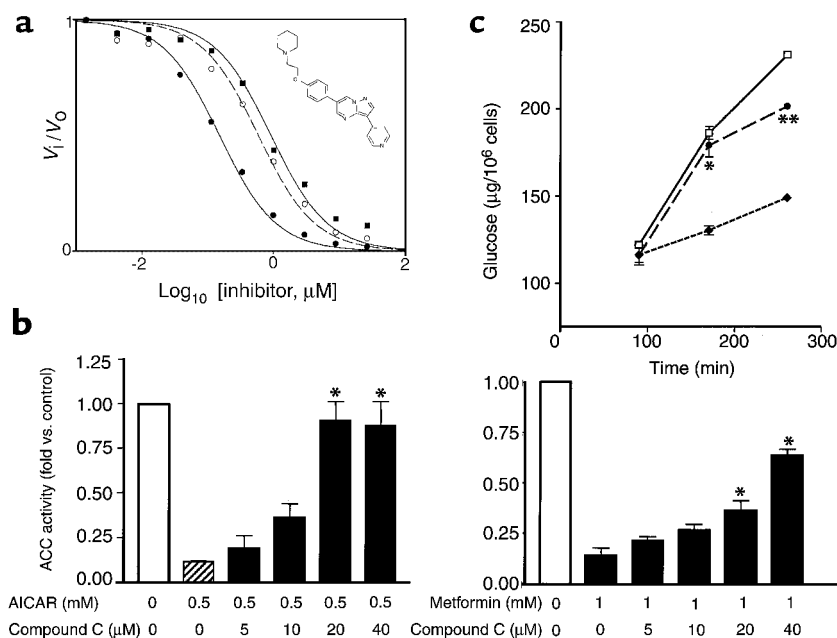 a
1
V_i/V_o
0
-2 0 2
Log10 [inhibitor, μM]
N
O
N
N
N
N
b
ACC activity (fold vs. control)
1.25
1.00
0.75
0.50
0.25
0.00
* *
AICAR (mM) 0 0.5 0.5 0.5 0.5 0.5
Compound C (μM) 0 0 5 10 20 40
c
Glucose (μg/10⁶ cells)
250
200
150
100
* **
0 100 200 300
Time (min)
1.00
0.75
0.50
0.25
0.00
* *
Metformin (mM) 0 1 1 1 1 1
Compound C (μM) 0 0 5 10 20 40